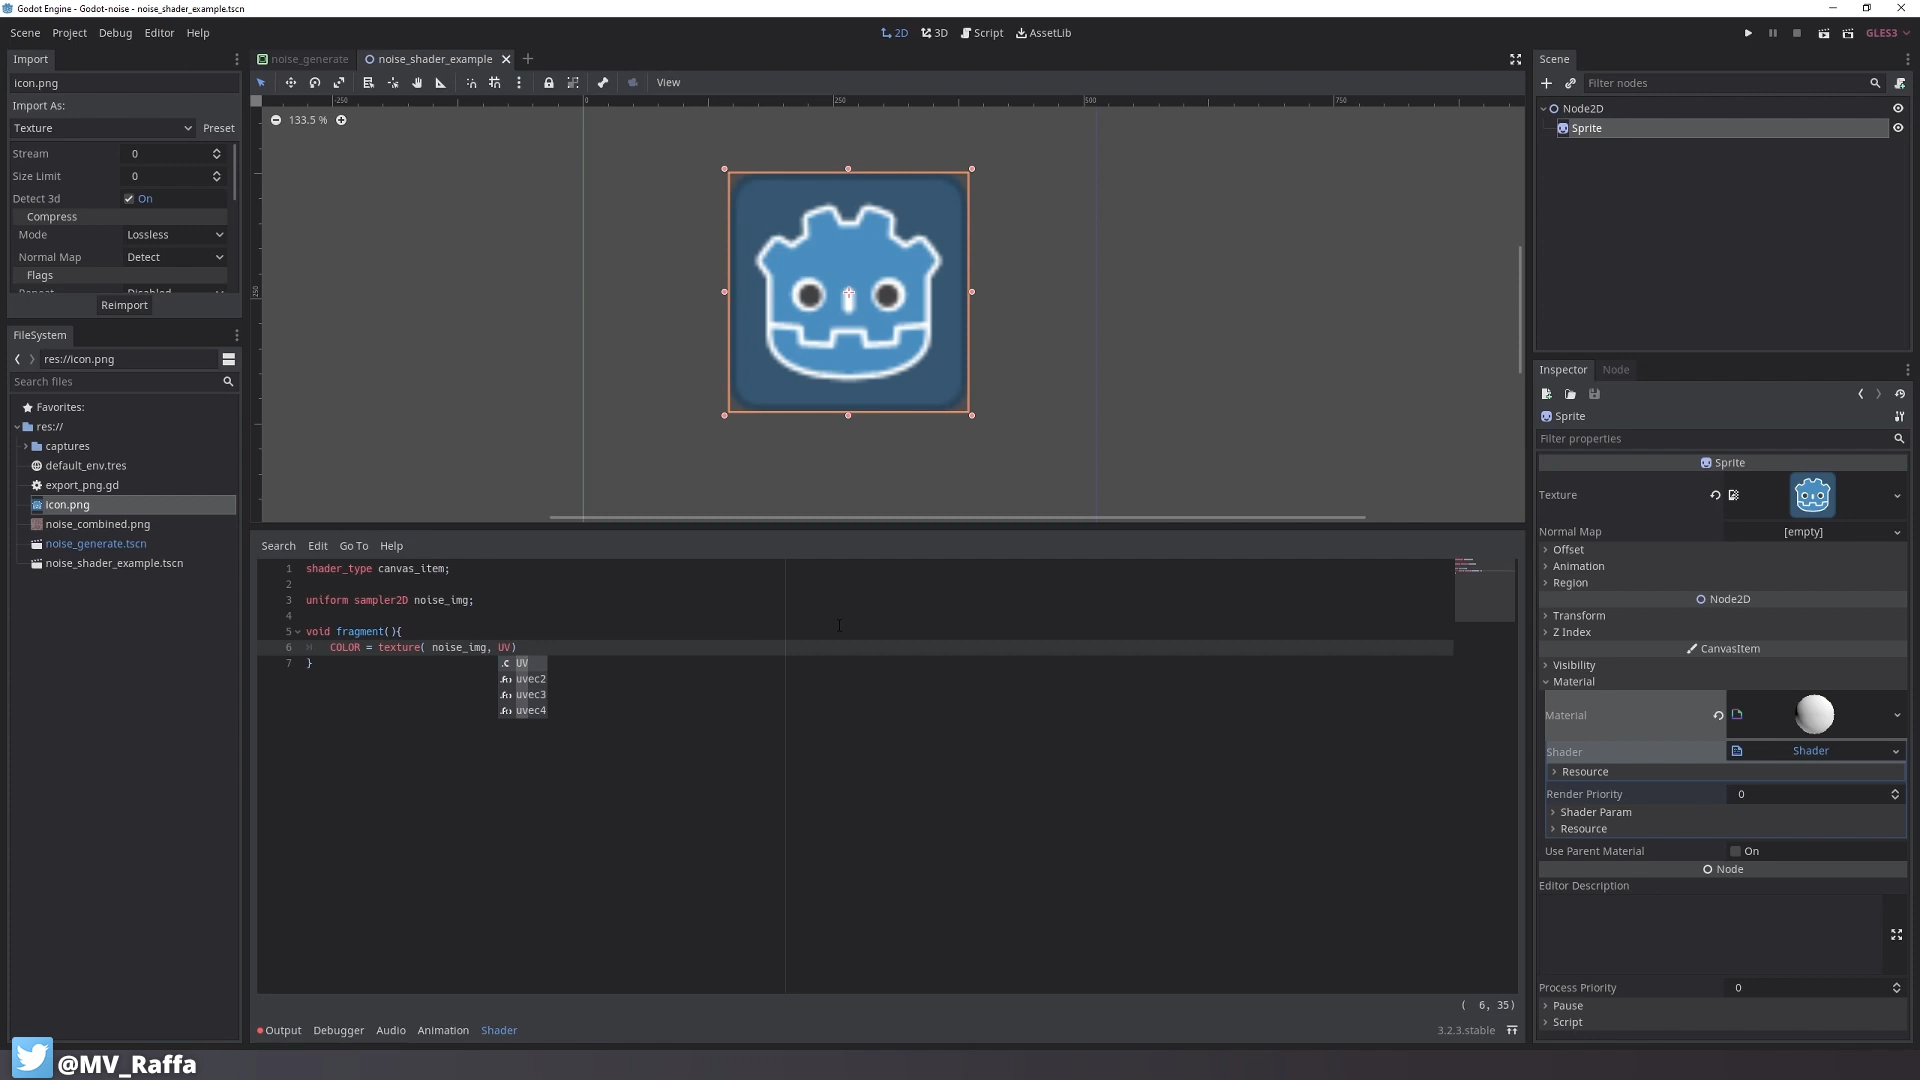 Godot Engine - Godot-noise - noise_shader_example.tscn
Scene Project Debug Editor Help
2D 3D Script AssetLib
GLES3
Import
icon.png
Import As:
Texture Preset
Stream 0
Size Limit 0
Detect 3d On
Compress
Mode Lossless
Normal Map Detect
Flags
Reimport
FileSystem
res://icon.png
Search files
Favorites:
res://
captures
default_env.tres
export_png.gd
icon.png
noise_combined.png
noise_generate.tscn
noise_shader_example.tscn
noise_generate noise_shader_example
View
-250 0 250 500 750
133.5 %
250
Search Edit Go To Help
1 shader_type canvas_item;
2
3 uniform sampler2D noise_img;
4
5 void fragment(){
6 COLOR = texture( noise_img, UV)
7 }
.C UV
uvec2
uvec3
uvec4
( 6, 35)
Output Debugger Audio Animation Shader
3.2.3.stable
Scene
Filter nodes
Node2D
Sprite
Inspector Node
Sprite
Filter properties
Sprite
Texture
Normal Map [empty]
Offset
Animation
Region
Node2D
Transform
Z Index
CanvasItem
Visibility
Material
Material
Shader Shader
Resource
Render Priority 0
Shader Param
Resource
Use Parent Material On
Node
Editor Description
Process Priority 0
Pause
Script
@MV_Raffa